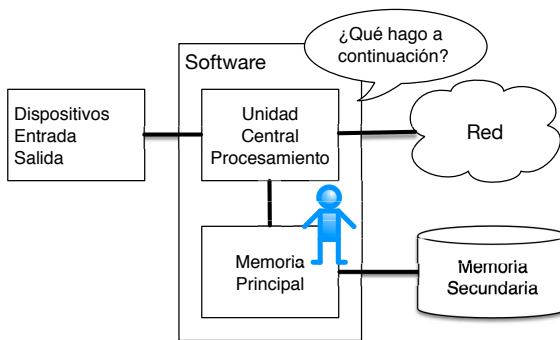 ¿Qué hago a
continuación?
Software
Dispositivos
Entrada
Salida
Unidad
Central
Procesamiento
Red
Memoria
Principal
Memoria
Secundaria